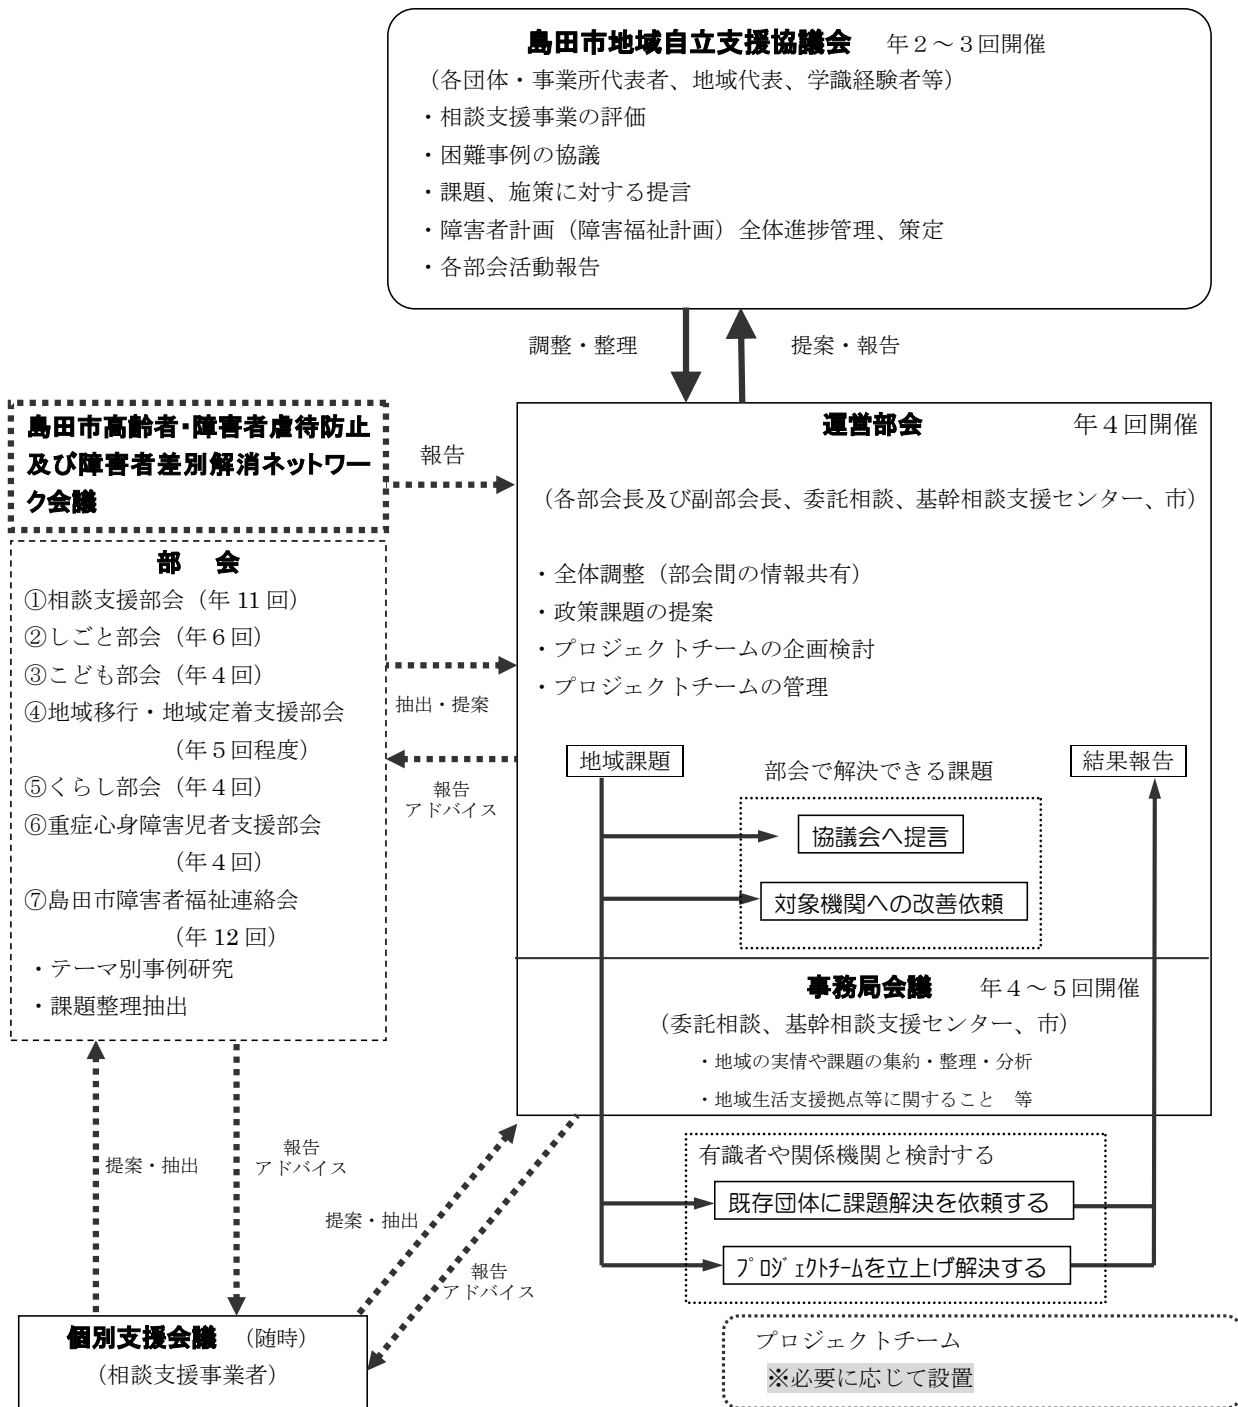 島田市地域自立支援協議会　年２～３回開催
（各団体・事業所代表者、地域代表、学識経験者等）
・相談支援事業の評価
・困難事例の協議
・課題、施策に対する提言
・障害者計画（障害福祉計画）全体進捗管理、策定
・各部会活動報告
調整・整理
提案・報告
島田市高齢者・障害者虐待防止
及び障害者差別解消ネットワー
ク会議
報告
運営部会　年４回開催
（各部会長及び副部会長、委託相談、基幹相談支援センター、市）
・全体調整（部会間の情報共有）
・政策課題の提案
・プロジェクトチームの企画検討
・プロジェクトチームの管理
部　会
①相談支援部会（年 11 回）
②しごと部会（年６回）
③こども部会（年４回）
④地域移行・地域定着支援部会
（年５回程度）
⑤くらし部会（年４回）
⑥重症心身障害児者支援部会
（年４回）
⑦島田市障害者福祉連絡会
（年 12 回）
・テーマ別事例研究
・課題整理抽出
抽出・提案
報告
アドバイス
地域課題
部会で解決できる課題
結果報告
協議会へ提言
対象機関への改善依頼
事務局会議　年４～５回開催
（委託相談、基幹相談支援センター、市）
・地域の実情や課題の集約・整理・分析
・地域生活支援拠点等に関すること　等
提案・抽出
報告
アドバイス
提案・抽出
報告
アドバイス
有識者や関係機関と検討する
既存団体に課題解決を依頼する
ﾌﾟﾛｼﾞｪｸﾄﾁｰﾑを立上げ解決する
個別支援会議　（随時）
（相談支援事業者）
プロジェクトチーム
※必要に応じて設置